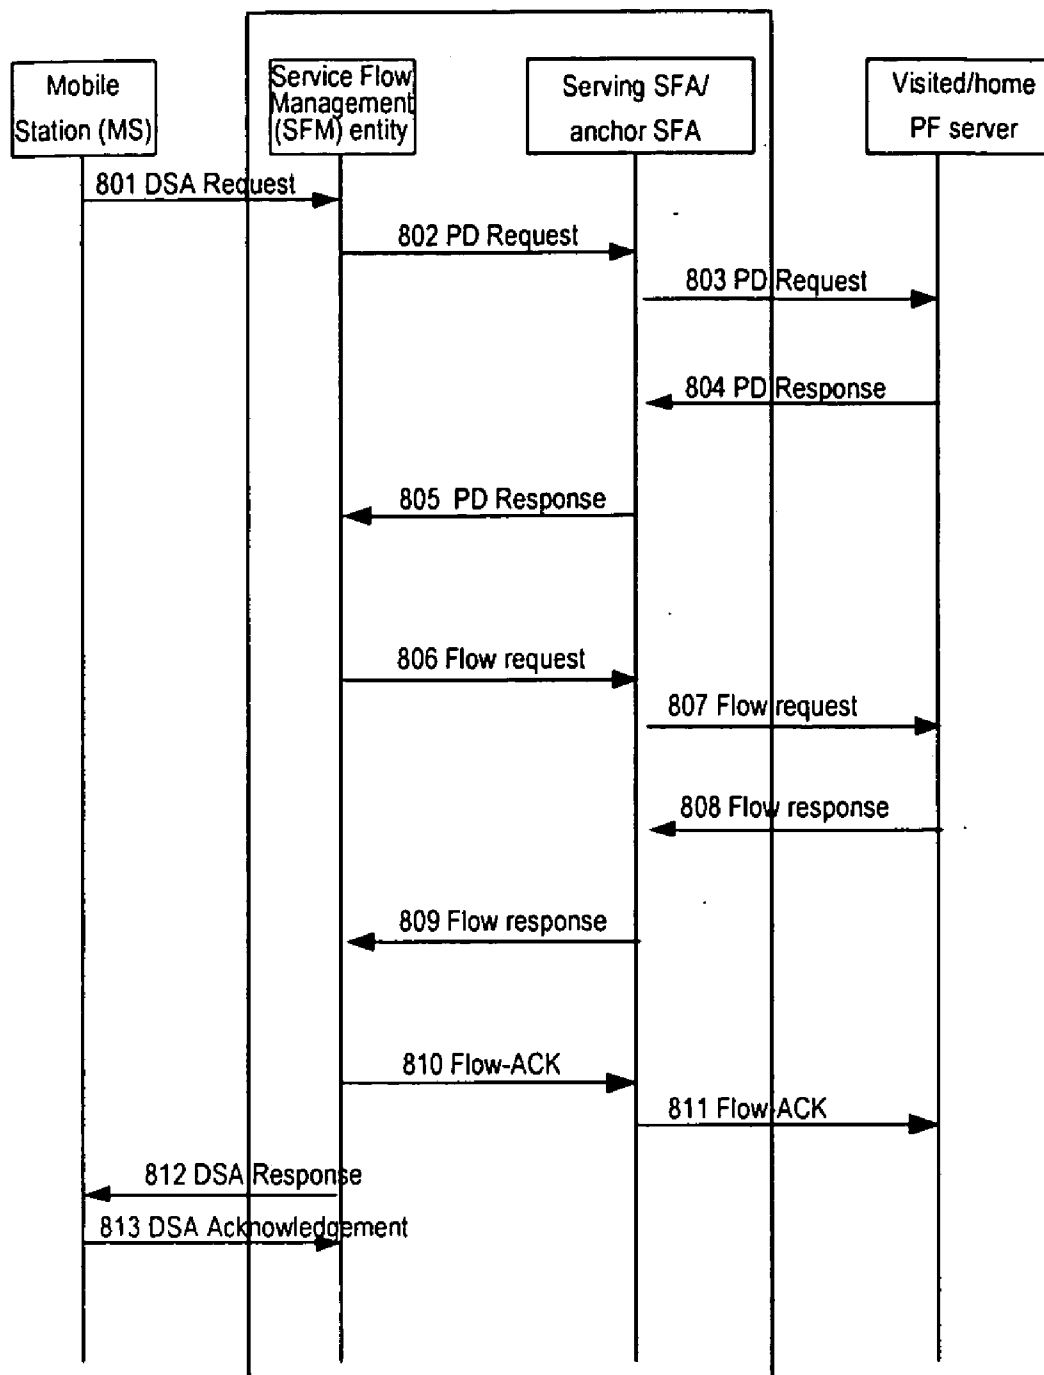 Mobile
Station (MS)
Service Flow
Management
(SFM) entity
Serving SFA/
anchor SFA
Visited/home
PF server
801 DSA Request
802 PD Request
803 PD Request
804 PD Response
805 PD Response
806 Flow request
807 Flow request
808 Flow response
809 Flow response
810 Flow-ACK
811 Flow-ACK
812 DSA Response
813 DSA Acknowledgement